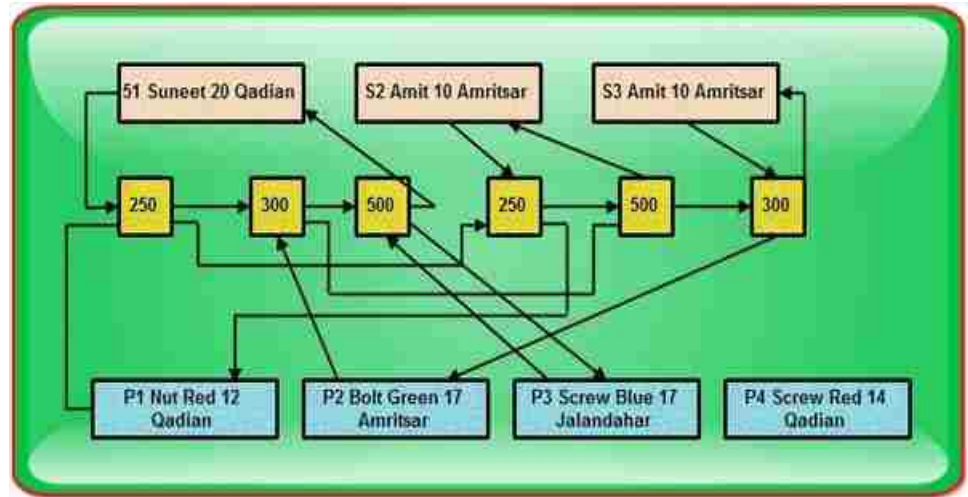 51 Suneet 20 Qadian
S2 Amit 10 Amritsar
S3 Amit 10 Amritsar
250
300
500
250
500
300
P1 Nut Red 12
Qadian
P2 Bolt Green 17
Amritsar
P3 Screw Blue 17
Jalandahar
P4 Screw Red 14
Qadian